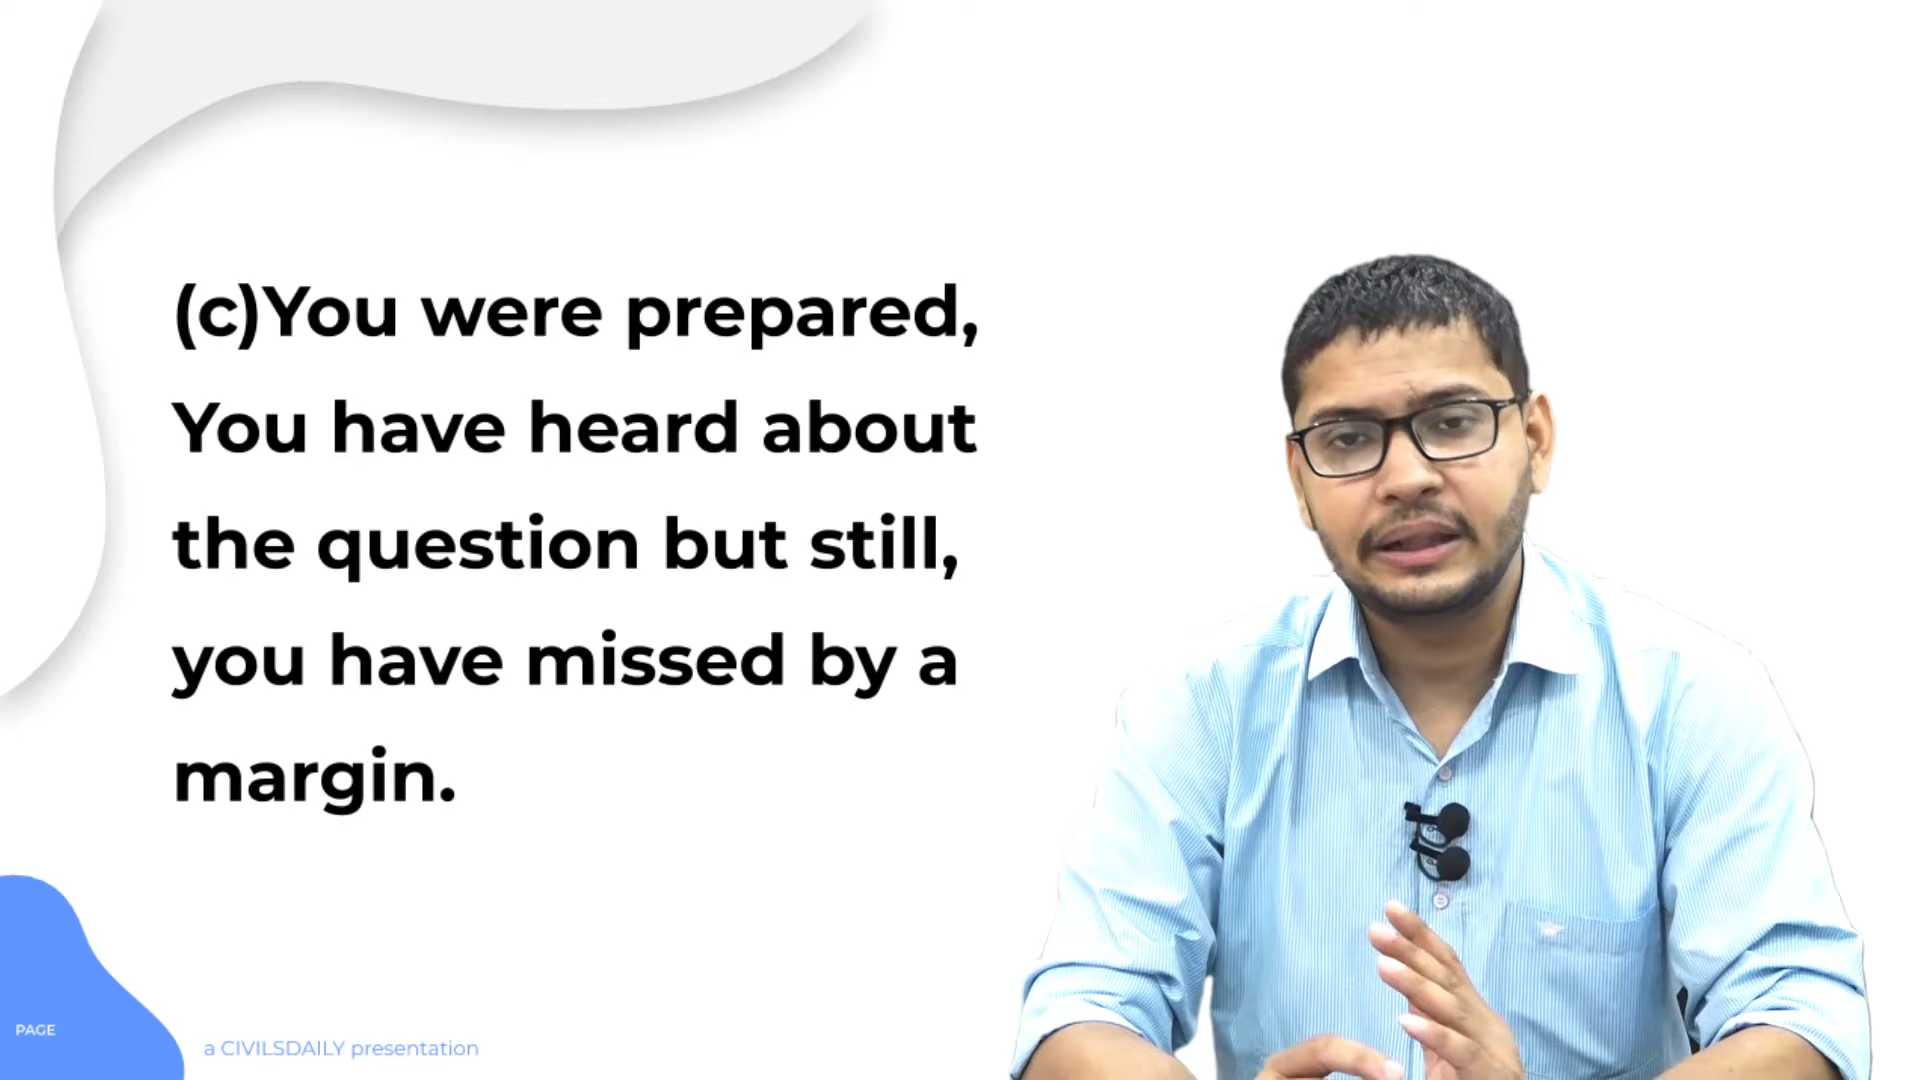 (c)You were prepared,
You have heard about
the question but still,
you have missed by a
margin.
PAGE
a CIVILSDAILY presentation